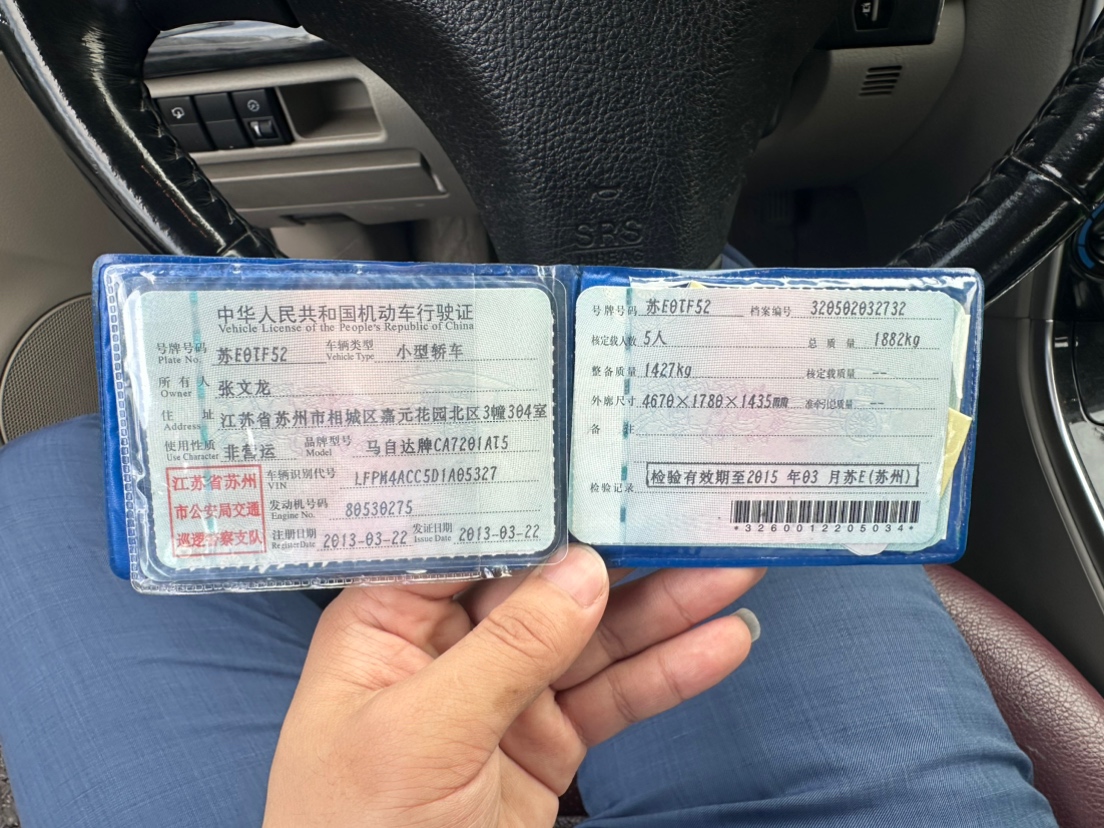 SRS
中华人民共和国机动车行驶证
Vehicle License of the People's Republic of China
号牌号码 苏E0TF52 车辆类型 小型轿车
Plate No. Vehicle Type
所有人 张文龙
Owner
住址 江苏省苏州市相城区嘉元花园北区3幢304室
Address
使用性质 非营运 品牌型号 马自达牌CA7201AT5
Use Character Model
江苏省苏州
市公安局交通
巡逻警察支队
车辆识别代号 LFPM4ACC5D1A05327
VIN
发动机号码 80530275
Engine No.
注册日期 2013-03-22 发证日期 2013-03-22
Register Date Issue Date
号牌号码 苏E0TF52 档案编号 320502032732
核定载人数 5人 总质量 1882kg
整备质量 1427kg 核定载质量 --
外廓尺寸 4670×1780×1435mm 准牵引总质量 --
备注
检验记录 检验有效期至2015 年03 月苏E(苏州)
*3260012205034*